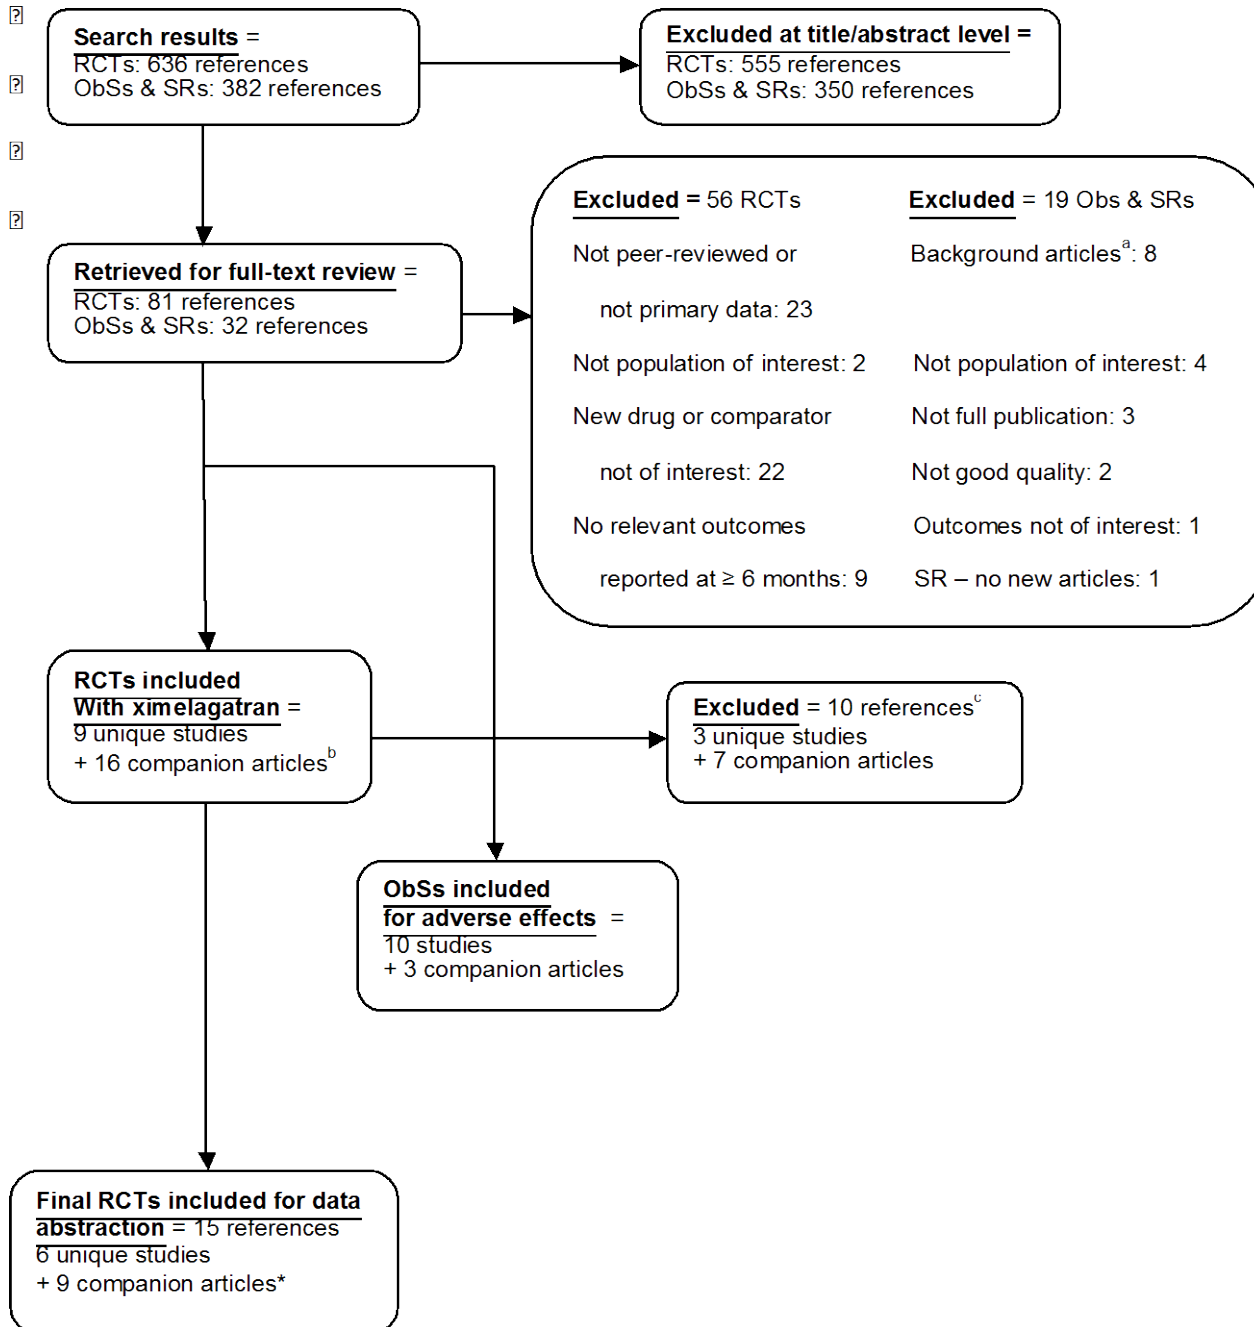 Search results =
RCTs: 636 references
ObSs & SRs: 382 references
Excluded at title/abstract level =
RCTs: 555 references
ObSs & SRs: 350 references
Excluded = 56 RCTs
Not peer-reviewed or
not primary data: 23
Not population of interest: 2
New drug or comparator
not of interest: 22
No relevant outcomes
reported at ≥ 6 months: 9
Excluded = 19 Obs & SRs
Background articlesᵃ: 8
Not population of interest: 4
Not full publication: 3
Not good quality: 2
Outcomes not of interest: 1
SR – no new articles: 1
Retrieved for full-text review =
RCTs: 81 references
ObSs & SRs: 32 references
RCTs included
With ximelagatran =
9 unique studies
+ 16 companion articlesᵇ
Excluded = 10 referencesᶜ
3 unique studies
+ 7 companion articles
ObSs included
for adverse effects =
10 studies
+ 3 companion articles
Final RCTs included for data
abstraction = 15 references
6 unique studies
+ 9 companion articles*